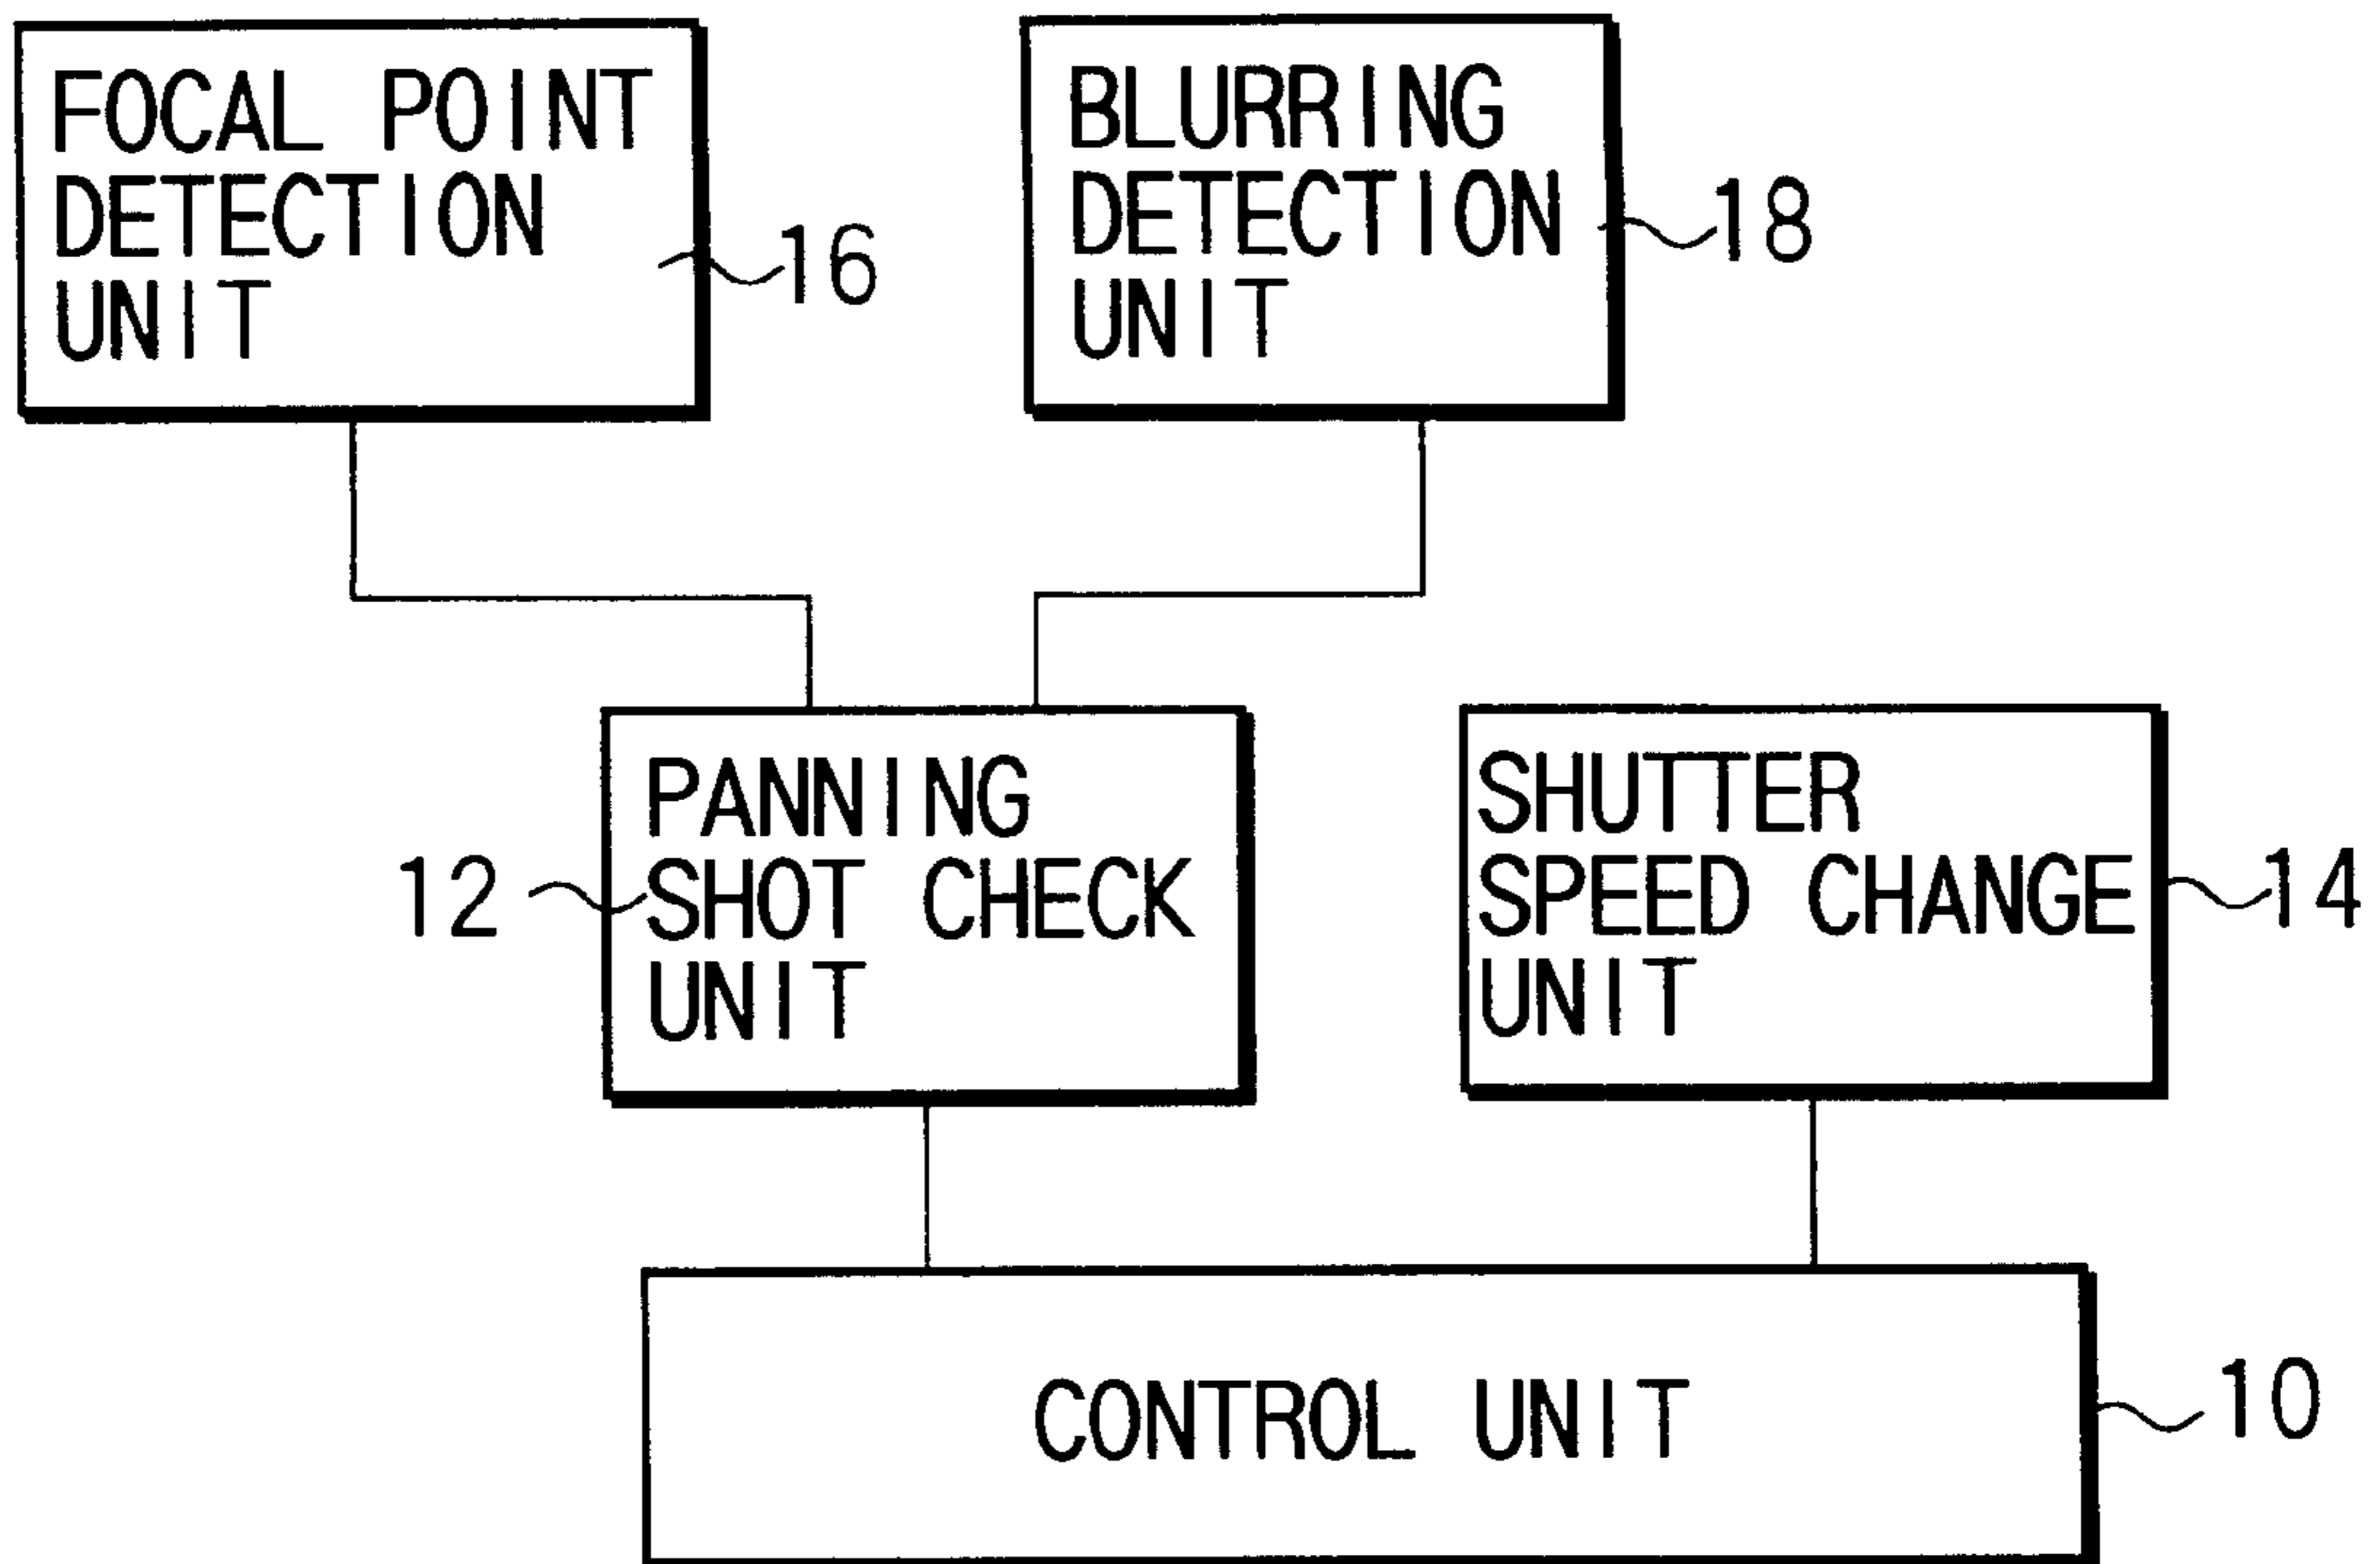 FOCAL POINT
DETECTION
UNIT
16
BLURRING
DETECTION
UNIT
18
12
PANNING
SHOT CHECK
UNIT
SHUTTER
SPEED CHANGE
UNIT
14
CONTROL UNIT
10